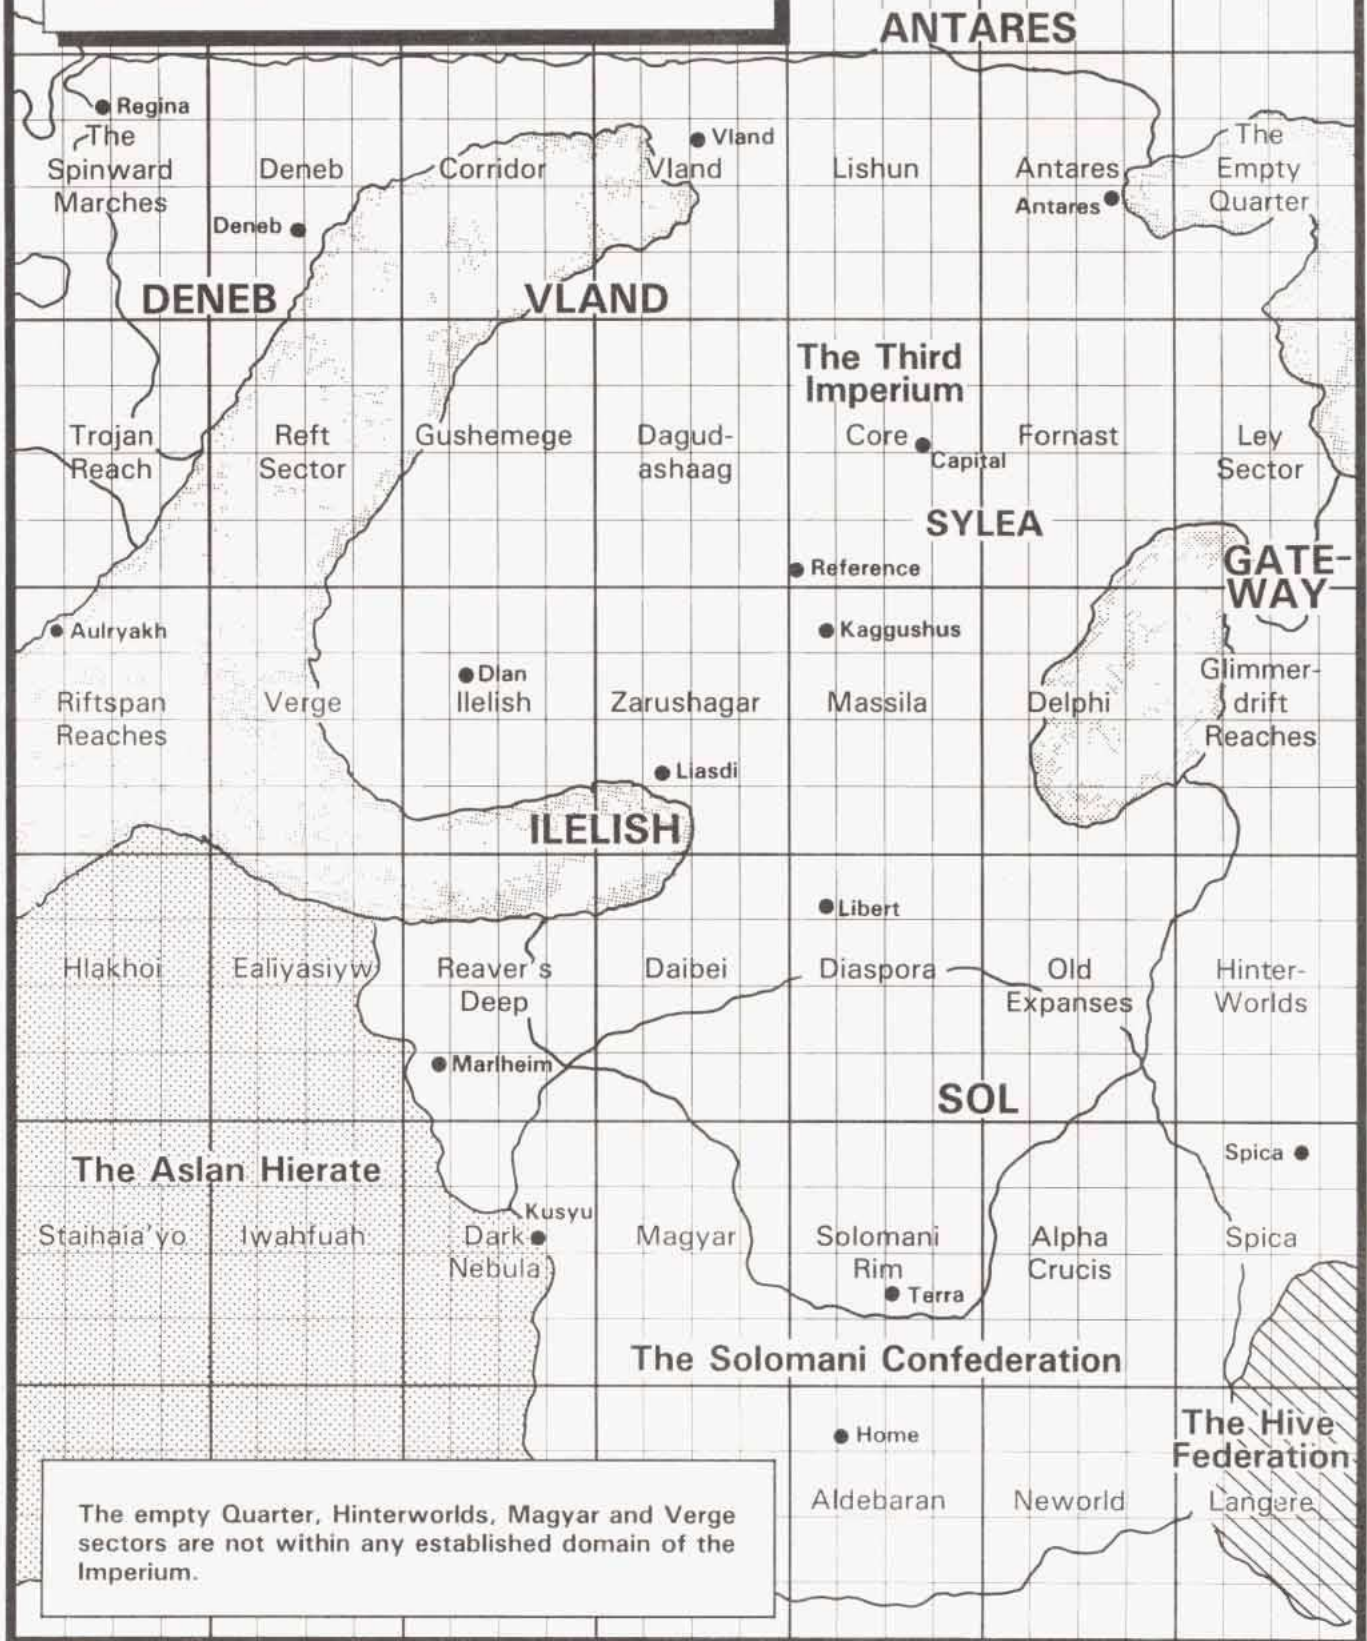 ANTARES
Regina
The
Spinward
Marches
Deneb
Deneb
Corridor
Vland
Vland
Lishun
Antares
Antares
The
Empty
Quarter
DENEB
VLAND
The Third
Imperium
Trojan
Reach
Reft
Sector
Gushemege
Dagud-
ashaag
Core
Capital
Fornast
Ley
Sector
SYLEA
Reference
GATE-
WAY
Aulryakh
Kaggushus
Dlan
Riftspan
Reaches
Verge
Ilelish
Zarushagar
Massila
Delphi
Glimmer-
drift
Reaches
Liasdi
ILELISH
Libert
Hlakhoi
Ealiyasiyw
Reaver's
Deep
Daibei
Diaspora
Old
Expanses
Hinter-
Worlds
Marlheim
SOL
Spica
The Aslan Hierate
Kusyu
Staihaia'yo
Iwahfuah
Dark
Nebula
Magyar
Solomani
Rim
Terra
Alpha
Crucis
Spica
The Solomani Confederation
Home
The Hive
Federation
Aldebaran
Neworld
Langere
The empty Quarter, Hinterworlds, Magyar and Verge
sectors are not within any established domain of the
Imperium.